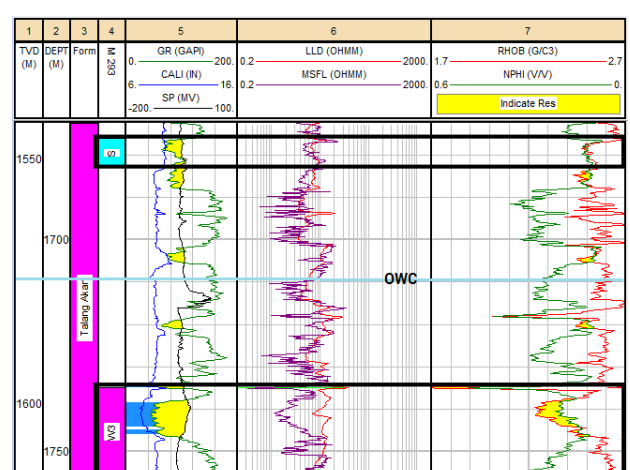 1 2 3 4 5 6 7
TVD (M) DEPT (M) Form M 293 GR (GAPI) LLD (OHMM) RHOB (G/C3)
0. 200. 0.2 2000. 1.7 2.7
CALI (IN) MSFL (OHMM) NPHI (V/V)
6. 16. 0.2 2000. 0.6 0.
SP (MV) Indicate Res
-200. 100.
S
1550
1700
OWC
Talang Akar
1600
W3
1750